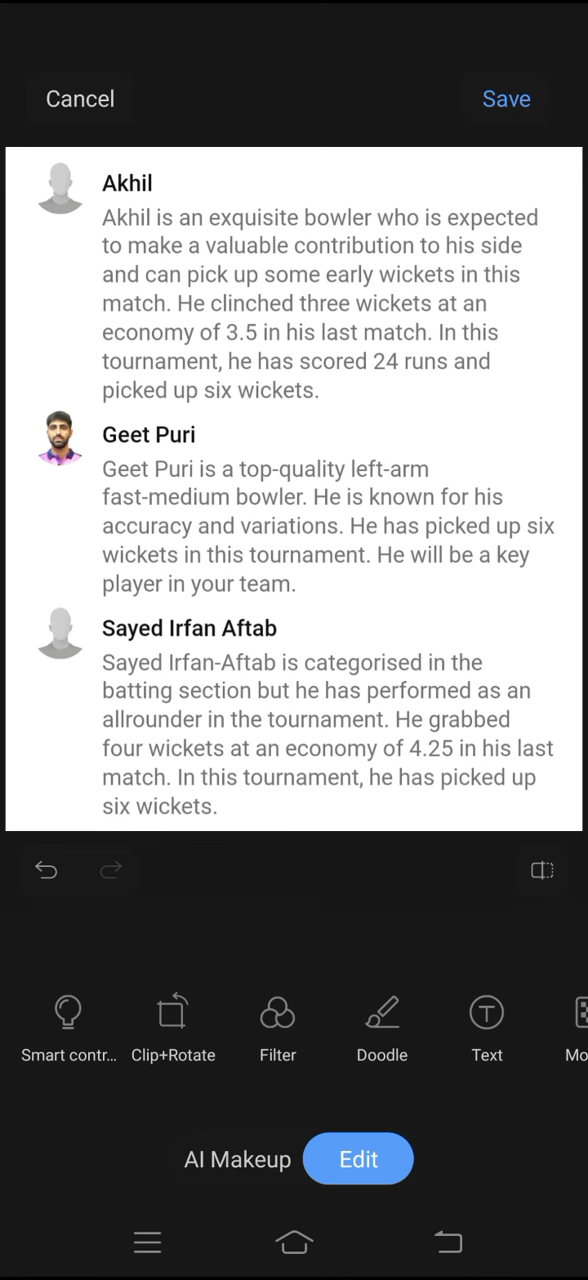 Cancel
Save
Akhil
Akhil is an exquisite bowler who is expected
to make a valuable contribution to his side
and can pick up some early wickets in this
match. He clinched three wickets at an
economy of 3.5 in his last match. In this
tournament, he has scored 24 runs and
picked up six wickets.
Geet Puri
Geet Puri is a top-quality left-arm
fast-medium bowler. He is known for his
accuracy and variations. He has picked up six
wickets in this tournament. He will be a key
player in your team.
Sayed Irfan Aftab
Sayed Irfan-Aftab is categorised in the
batting section but he has performed as an
allrounder in the tournament. He grabbed
four wickets at an economy of 4.25 in his last
match. In this tournament, he has picked up
six wickets.
Smart contr...
Clip+Rotate
Filter
Doodle
Text
Mo
AI Makeup
Edit